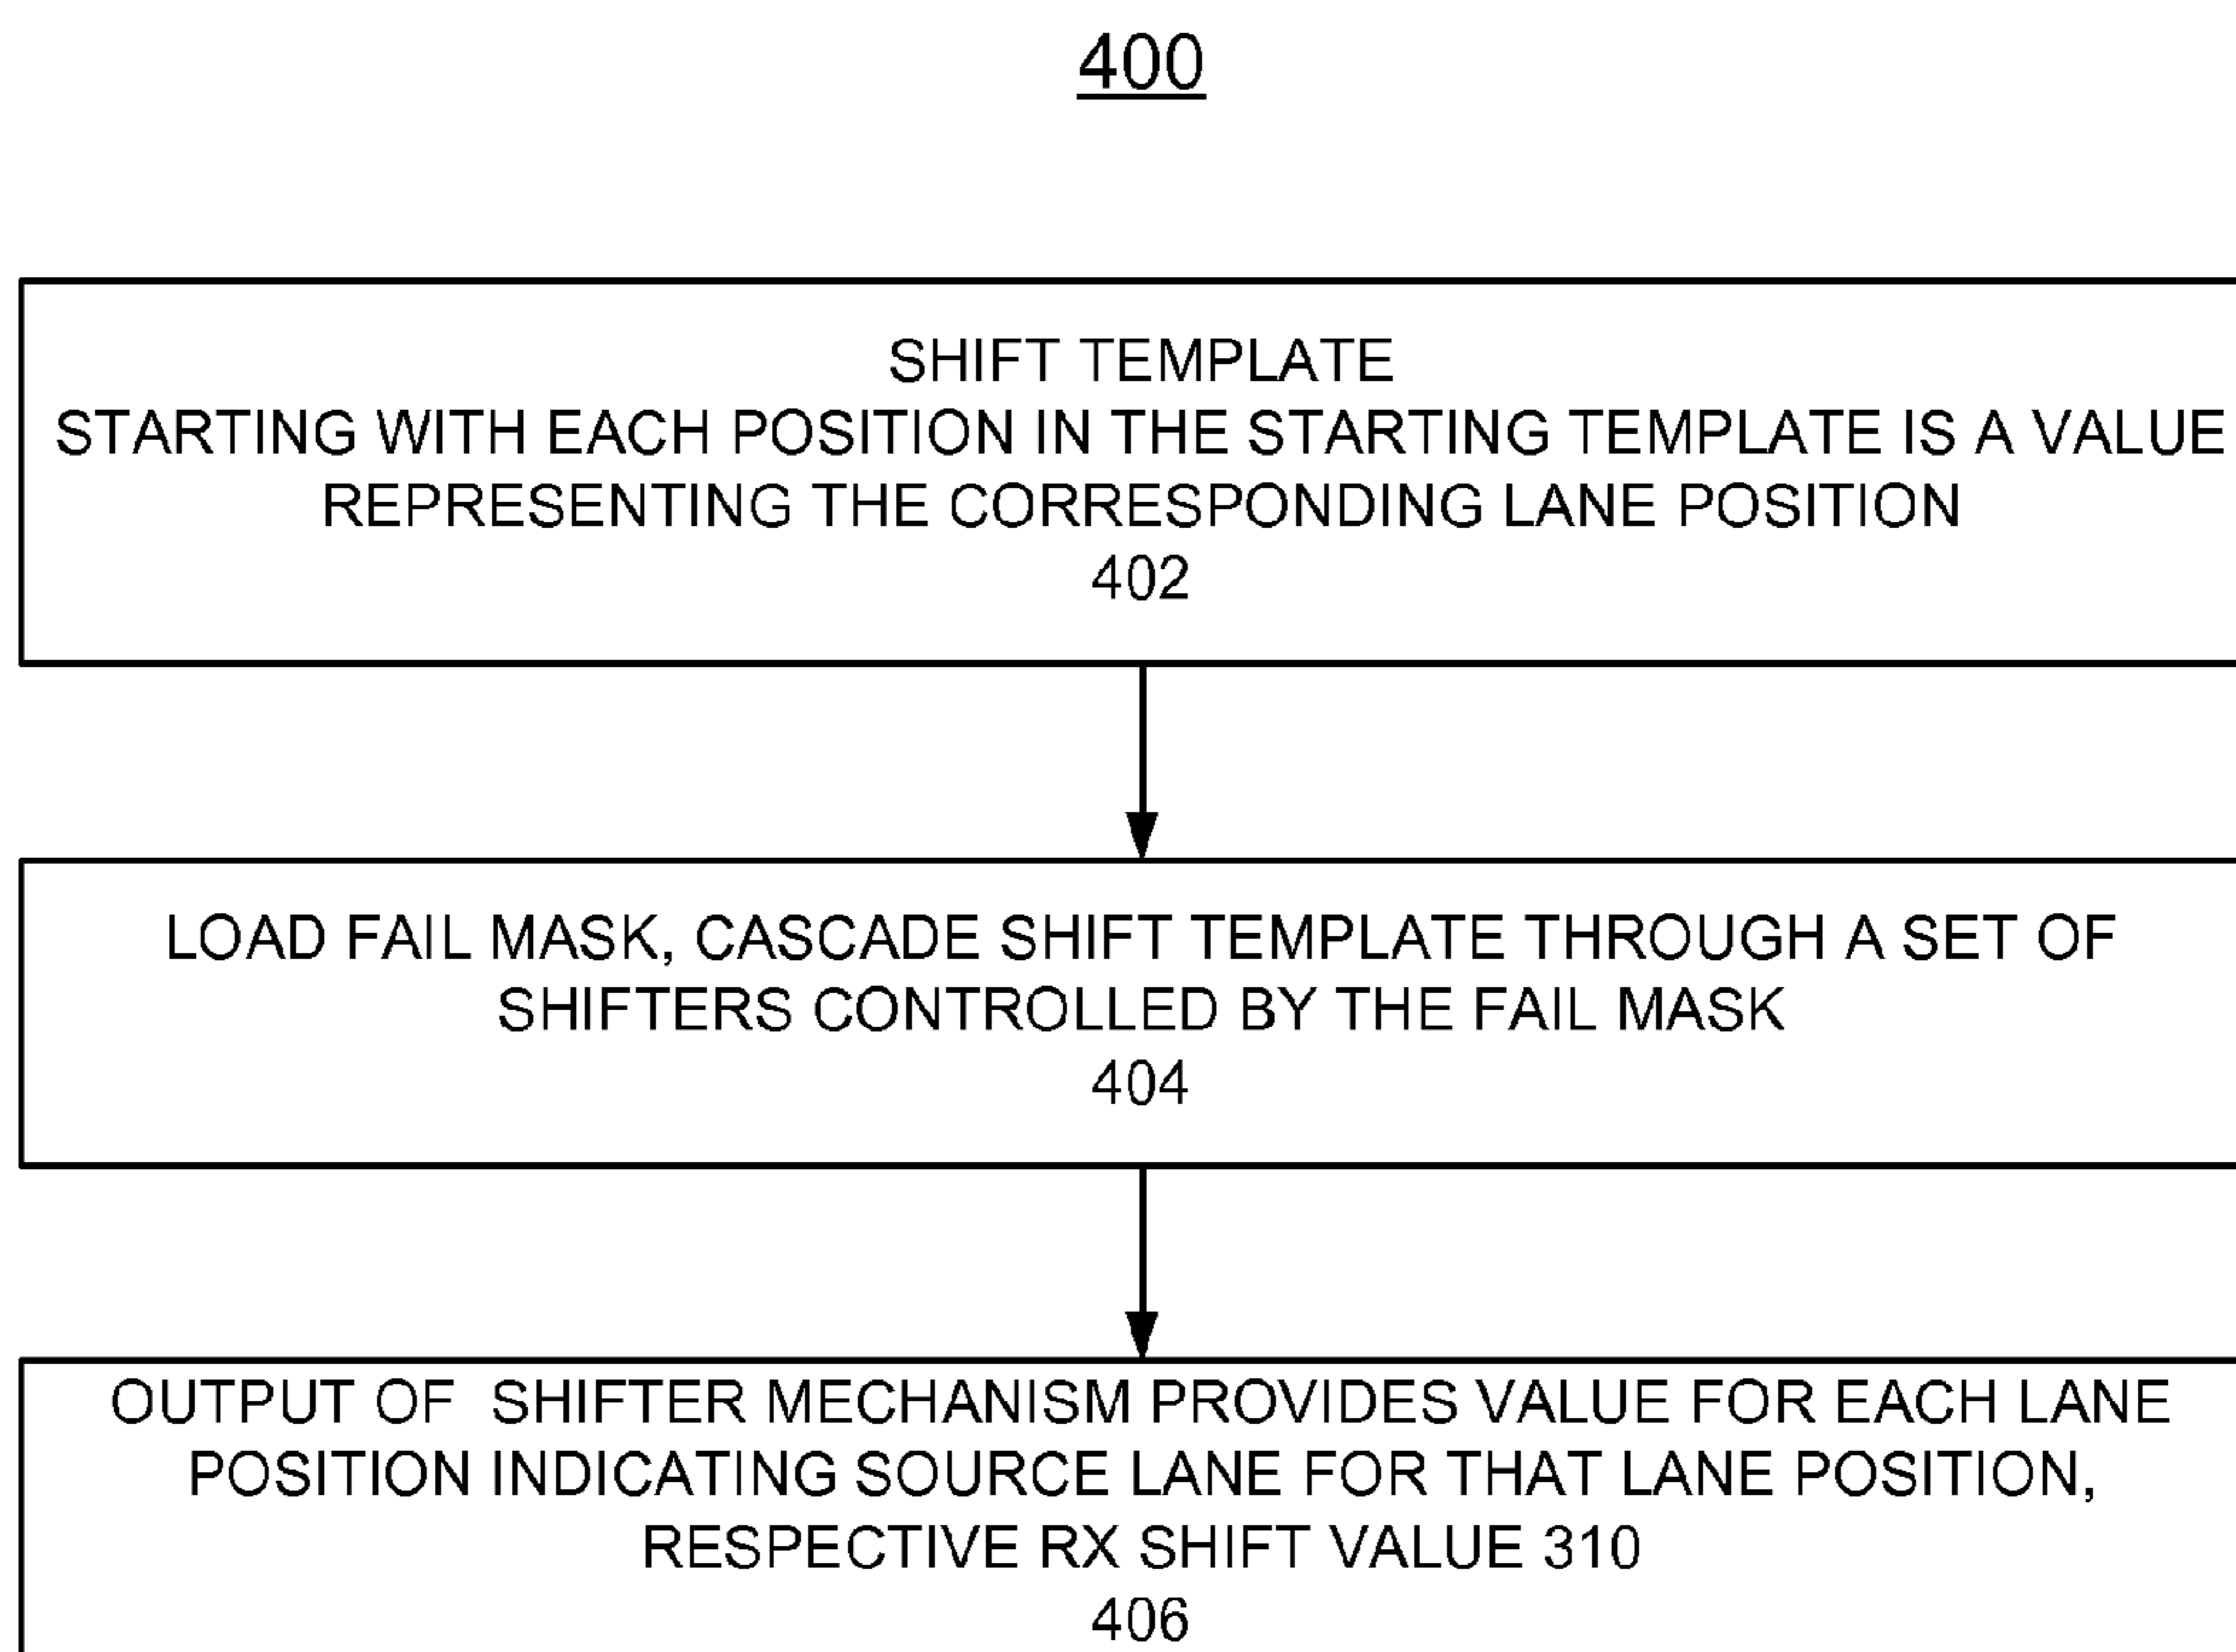 400
SHIFT TEMPLATE
STARTING WITH EACH POSITION IN THE STARTING TEMPLATE IS A VALUE
REPRESENTING THE CORRESPONDING LANE POSITION
402
LOAD FAIL MASK, CASCADE SHIFT TEMPLATE THROUGH A SET OF
SHIFTERS CONTROLLED BY THE FAIL MASK
404
OUTPUT OF SHIFTER MECHANISM PROVIDES VALUE FOR EACH LANE
POSITION INDICATING SOURCE LANE FOR THAT LANE POSITION,
RESPECTIVE RX SHIFT VALUE 310
406